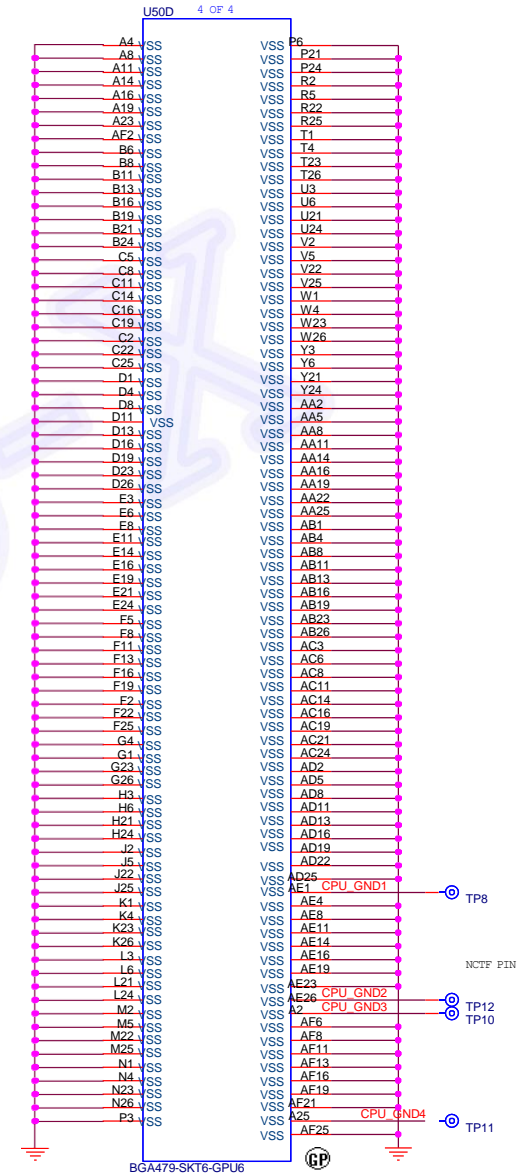 U50D 4 OF 4
A4 VSS VSS P6
A8 VSS VSS P21
A11 VSS VSS P24
A14 VSS VSS R2
A16 VSS VSS R5
A19 VSS VSS R22
A23 VSS VSS R25
AF2 VSS VSS T1
B6 VSS VSS T4
B8 VSS VSS T23
B11 VSS VSS T26
B13 VSS VSS U3
B16 VSS VSS U6
B19 VSS VSS U21
B21 VSS VSS U24
B24 VSS VSS V2
C5 VSS VSS V5
C8 VSS VSS V22
C11 VSS VSS V25
C14 VSS VSS W1
C16 VSS VSS W4
C19 VSS VSS W23
C2 VSS VSS W26
C22 VSS VSS Y3
C25 VSS VSS Y6
D1 VSS VSS Y21
D4 VSS VSS Y24
D8 VSS VSS AA2
D11 VSS VSS AA5
D13 VSS VSS AA8
D16 VSS VSS AA11
D19 VSS VSS AA14
D23 VSS VSS AA16
D26 VSS VSS AA19
E3 VSS VSS AA22
E6 VSS VSS AA25
E8 VSS VSS AB1
E11 VSS VSS AB4
E14 VSS VSS AB8
E16 VSS VSS AB11
E19 VSS VSS AB13
E21 VSS VSS AB16
E24 VSS VSS AB19
F5 VSS VSS AB23
F8 VSS VSS AB26
F11 VSS VSS AC3
F13 VSS VSS AC6
F16 VSS VSS AC8
F19 VSS VSS AC11
F2 VSS VSS AC14
F22 VSS VSS AC16
F25 VSS VSS AC19
G4 VSS VSS AC21
G1 VSS VSS AC24
G23 VSS VSS AD2
G26 VSS VSS AD5
H3 VSS VSS AD8
H6 VSS VSS AD11
H21 VSS VSS AD13
H24 VSS VSS AD16
J2 VSS VSS AD19
J5 VSS VSS AD22
J22 VSS VSS AD25
J25 VSS VSS AE1 CPU_GND1 TP8
K1 VSS VSS AE4
K4 VSS VSS AE8
K23 VSS VSS AE11
K26 VSS VSS AE14
L3 VSS VSS AE16 NCTF PIN
L6 VSS VSS AE19
L21 VSS VSS AE23
L24 VSS VSS AE26 CPU_GND2 TP12
M2 VSS VSS A2 CPU_GND3 TP10
M5 VSS VSS AF6
M22 VSS VSS AF8
M25 VSS VSS AF11
N1 VSS VSS AF13
N4 VSS VSS AF16
N23 VSS VSS AF19
N26 VSS VSS AF21
P3 VSS VSS A25 CPU_GND4 TP11
VSS AF25
BGA479-SKT6-GPU6 GP